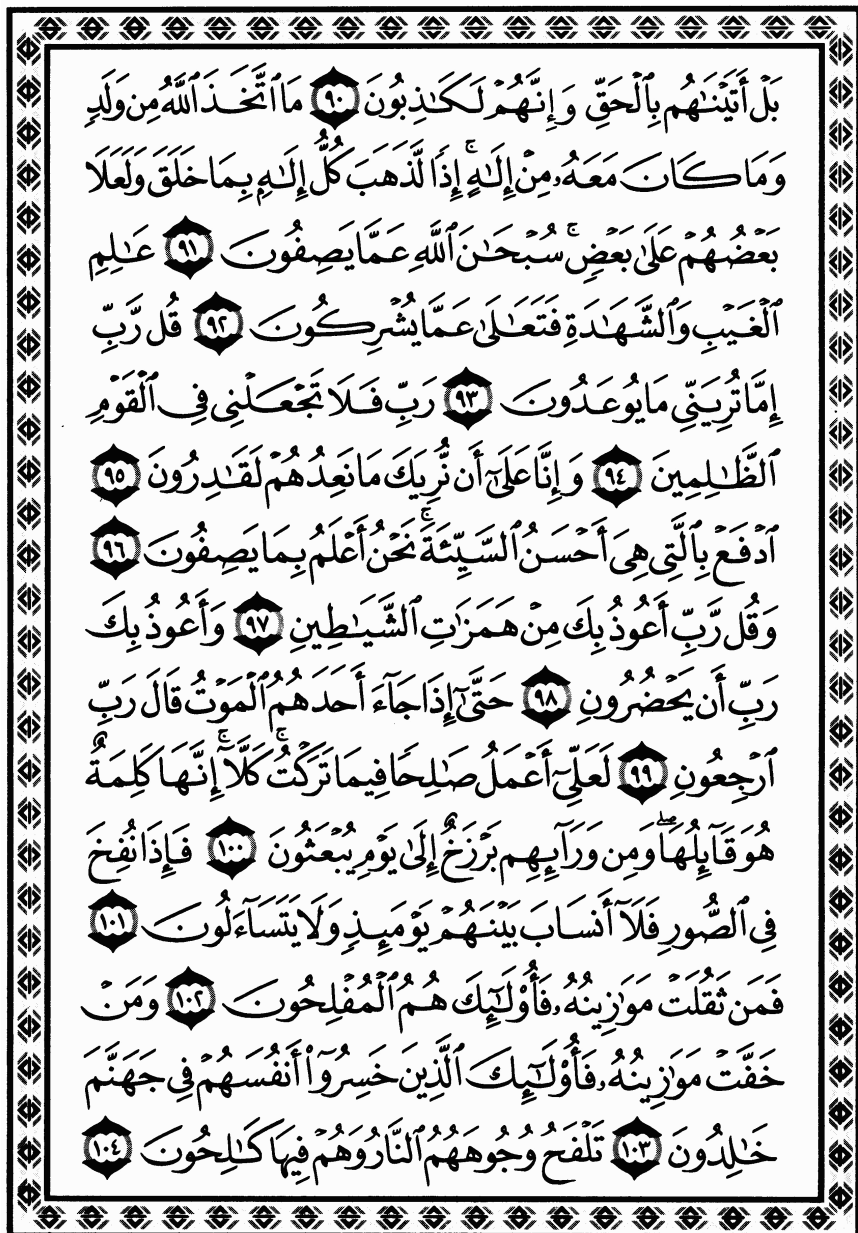 بَلْ أَتَيْنَٰهُم بِٱلْحَقِّ وَإِنَّهُمْ لَكَٰذِبُونَ ٩٠ مَا ٱتَّخَذَ ٱللَّهُ مِن وَلَدٍ
وَمَا كَانَ مَعَهُۥ مِنْ إِلَٰهٍ ۚ إِذًا لَّذَهَبَ كُلُّ إِلَٰهٍۭ بِمَا خَلَقَ وَلَعَلَا
بَعْضُهُمْ عَلَىٰ بَعْضٍ ۚ سُبْحَٰنَ ٱللَّهِ عَمَّا يَصِفُونَ ٩١ عَٰلِمِ
ٱلْغَيْبِ وَٱلشَّهَٰدَةِ فَتَعَٰلَىٰ عَمَّا يُشْرِكُونَ ٩٢ قُل رَّبِّ
إِمَّا تُرِيَنِّى مَا يُوعَدُونَ ٩٣ رَبِّ فَلَا تَجْعَلْنِى فِى ٱلْقَوْمِ
ٱلظَّٰلِمِينَ ٩٤ وَإِنَّا عَلَىٰٓ أَن نُّرِيَكَ مَا نَعِدُهُمْ لَقَٰدِرُونَ ٩٥
ٱدْفَعْ بِٱلَّتِى هِىَ أَحْسَنُ ٱلسَّيِّئَةَ ۚ نَحْنُ أَعْلَمُ بِمَا يَصِفُونَ ٩٦
وَقُل رَّبِّ أَعُوذُ بِكَ مِنْ هَمَزَٰتِ ٱلشَّيَٰطِينِ ٩٧ وَأَعُوذُ بِكَ
رَبِّ أَن يَحْضُرُونِ ٩٨ حَتَّىٰٓ إِذَا جَآءَ أَحَدَهُمُ ٱلْمَوْتُ قَالَ رَبِّ
ٱرْجِعُونِ ٩٩ لَعَلِّىٓ أَعْمَلُ صَٰلِحًا فِيمَا تَرَكْتُ ۚ كَلَّآ ۚ إِنَّهَا كَلِمَةٌ
هُوَ قَآئِلُهَا ۖ وَمِن وَرَآئِهِم بَرْزَخٌ إِلَىٰ يَوْمِ يُبْعَثُونَ ١٠٠ فَإِذَا نُفِخَ
فِى ٱلصُّورِ فَلَآ أَنسَابَ بَيْنَهُمْ يَوْمَئِذٍ وَلَا يَتَسَآءَلُونَ ١٠١
فَمَن ثَقُلَتْ مَوَٰزِينُهُۥ فَأُو۟لَٰٓئِكَ هُمُ ٱلْمُفْلِحُونَ ١٠٢ وَمَنْ
خَفَّتْ مَوَٰزِينُهُۥ فَأُو۟لَٰٓئِكَ ٱلَّذِينَ خَسِرُوٓا۟ أَنفُسَهُمْ فِى جَهَنَّمَ
خَٰلِدُونَ ١٠٣ تَلْفَحُ وُجُوهَهُمُ ٱلنَّارُ وَهُمْ فِيهَا كَٰلِحُونَ ١٠٤